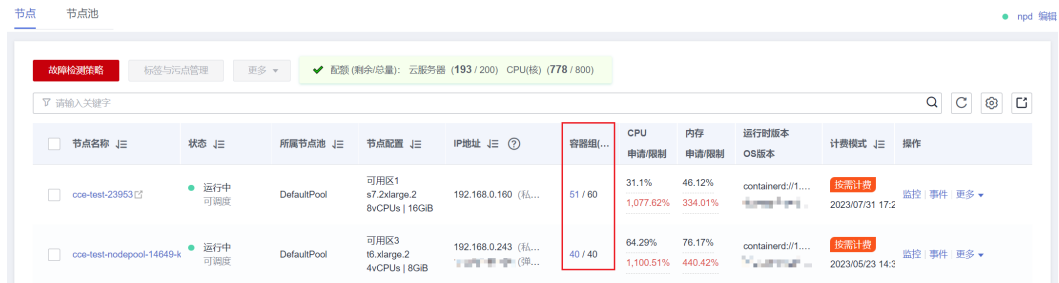 节点 节点池
npd 编辑
故障检测策略 标签与污点管理 更多 配额 (剩余/总量): 云服务器 (193 / 200) CPU(核) (778 / 800)
请输入关键字
节点名称 状态 所属节点池 节点配置 IP地址 容器组(... CPU 申请/限制 内存 申请/限制 运行时版本 OS版本 计费模式 操作
cce-test-23953 运行中 可调度 DefaultPool 可用区1 s7.2xlarge.2 8vCPUs | 16GiB 192.168.0.160 (私... 51 / 60 31.1% 1,077.62% 46.12% 334.01% containerd://1.... 按需计费 2023/07/31 17:2 监控 事件 更多
cce-test-nodepool-14649-k 运行中 可调度 DefaultPool 可用区3 t6.xlarge.2 4vCPUs | 8GiB 192.168.0.243 (私... (弹... 40 / 40 64.29% 1,100.51% 76.17% 440.42% containerd://1.... 按需计费 2023/05/23 14:3 监控 事件 更多